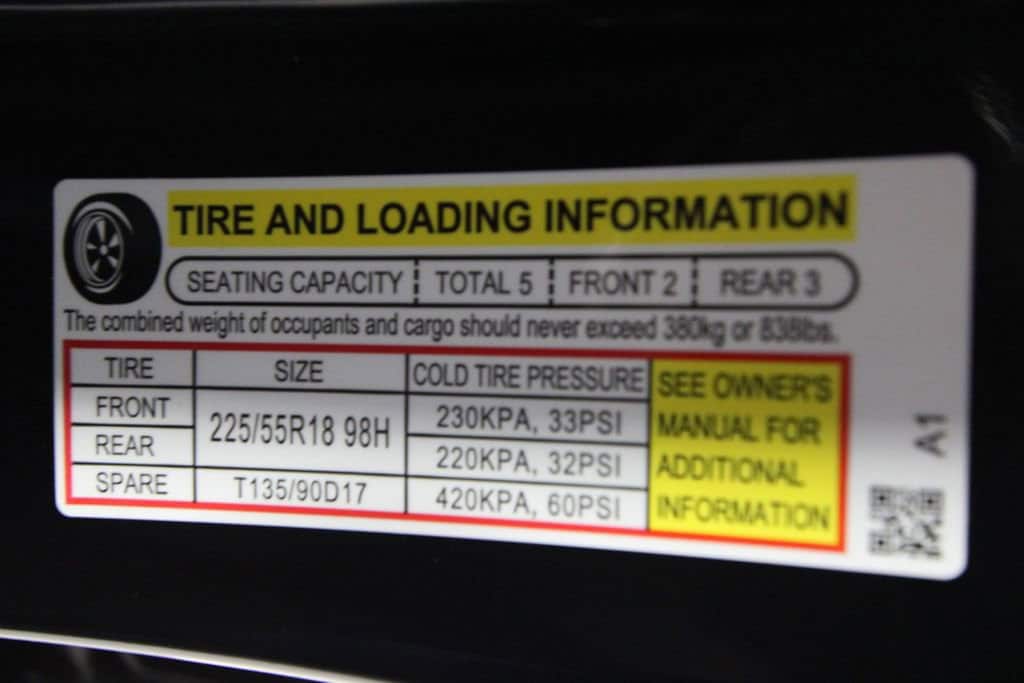 TIRE AND LOADING INFORMATION
SEATING CAPACITY TOTAL 5 FRONT 2 REAR 3
The combined weight of occupants and cargo should never exceed 380kg or 838lbs.
TIRE SIZE COLD TIRE PRESSURE
FRONT 225/55R18 98H 230KPA, 33PSI
REAR 220KPA, 32PSI
SPARE T135/90D17 420KPA, 60PSI
SEE OWNER'S
MANUAL FOR
ADDITIONAL
INFORMATION
A1